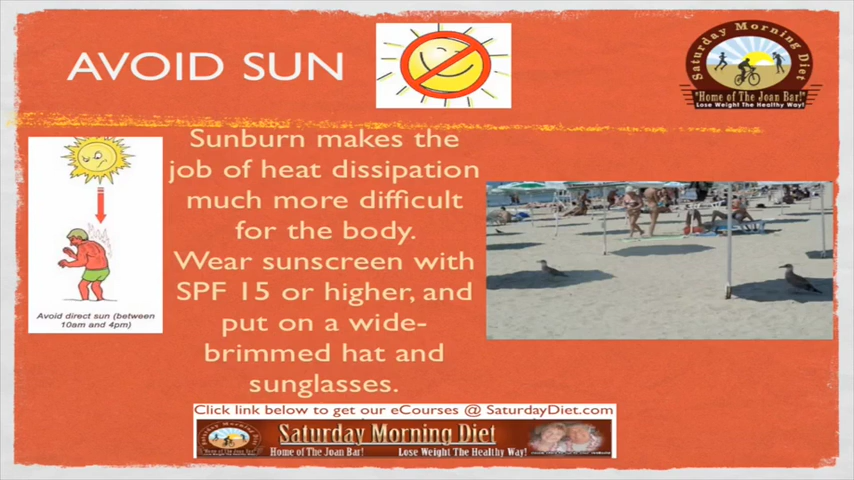 AVOID SUN
Saturday Morning Diet
"Home of The Joan Bar!"
Lose Weight The Healthy Way!
Sunburn makes the
job of heat dissipation
much more difficult
for the body.
Wear sunscreen with
SPF 15 or higher, and
put on a wide-
brimmed hat and
sunglasses.
Avoid direct sun (between
10am and 4pm)
Click link below to get our eCourses @ SaturdayDiet.com
Saturday Morning Diet
Home of The Joan Bar!
Lose Weight The Healthy Way!